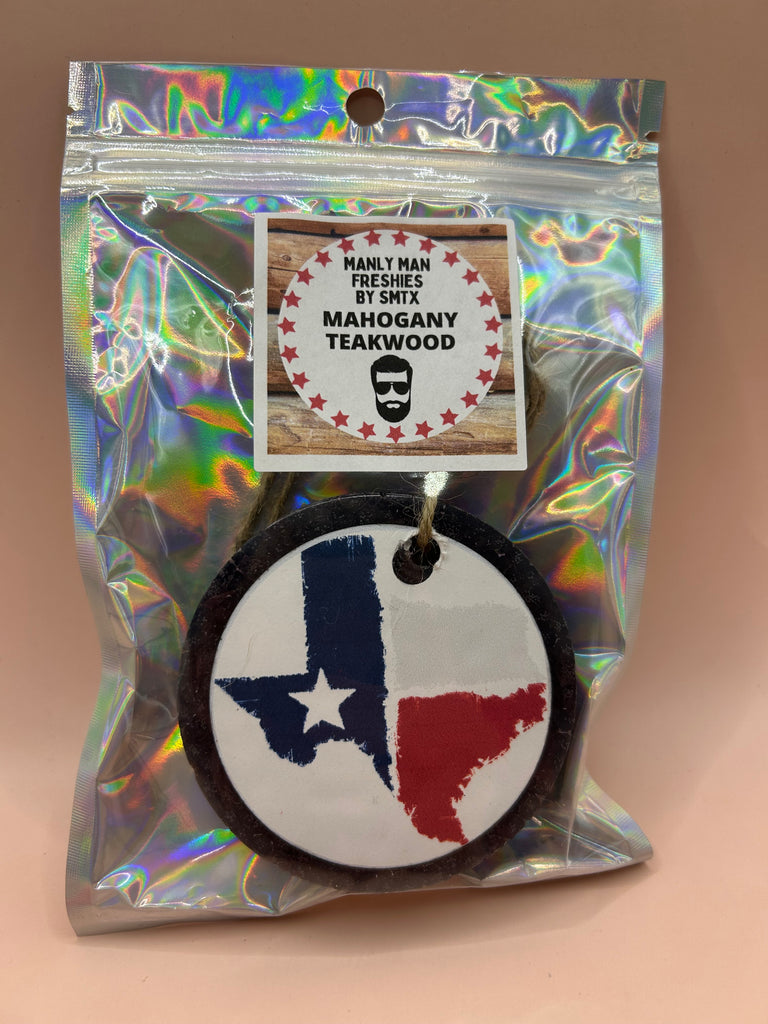 MANLY MAN
FRESHIES
BY SMTX
MAHOGANY
TEAKWOOD